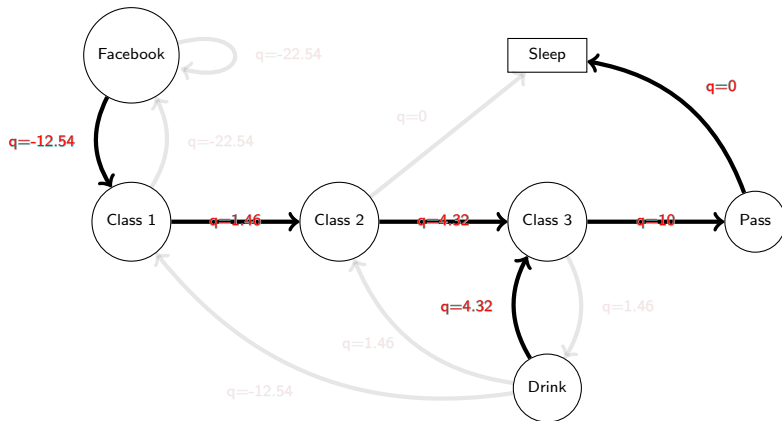 Facebook
q=-22.54
Sleep
q=0
q=0
q=-12.54
q=-22.54
Class 1
q=1.46
Class 2
q=4.32
Class 3
q=10
Pass
q=4.32
q=1.46
q=1.46
q=-12.54
Drink